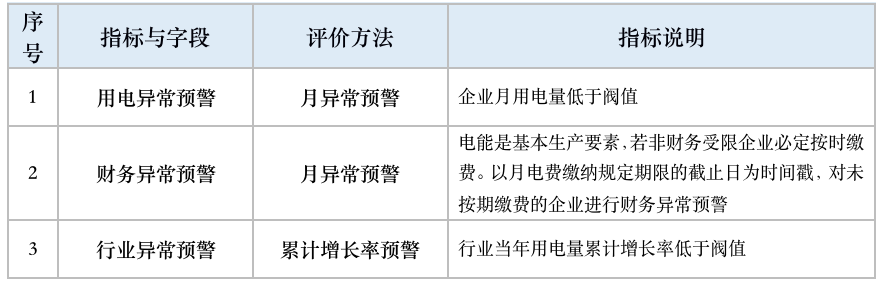 序号 指标与字段 评价方法 指标说明
1 用电异常预警 月异常预警 企业月用电量低于阀值
2 财务异常预警 月异常预警 电能是基本生产要素，若非财务受限企业必定按时缴
费。以月电费缴纳规定期限的截止日为时间戳，对未
按期缴费的企业进行财务异常预警
3 行业异常预警 累计增长率预警 行业当年用电量累计增长率低于阀值